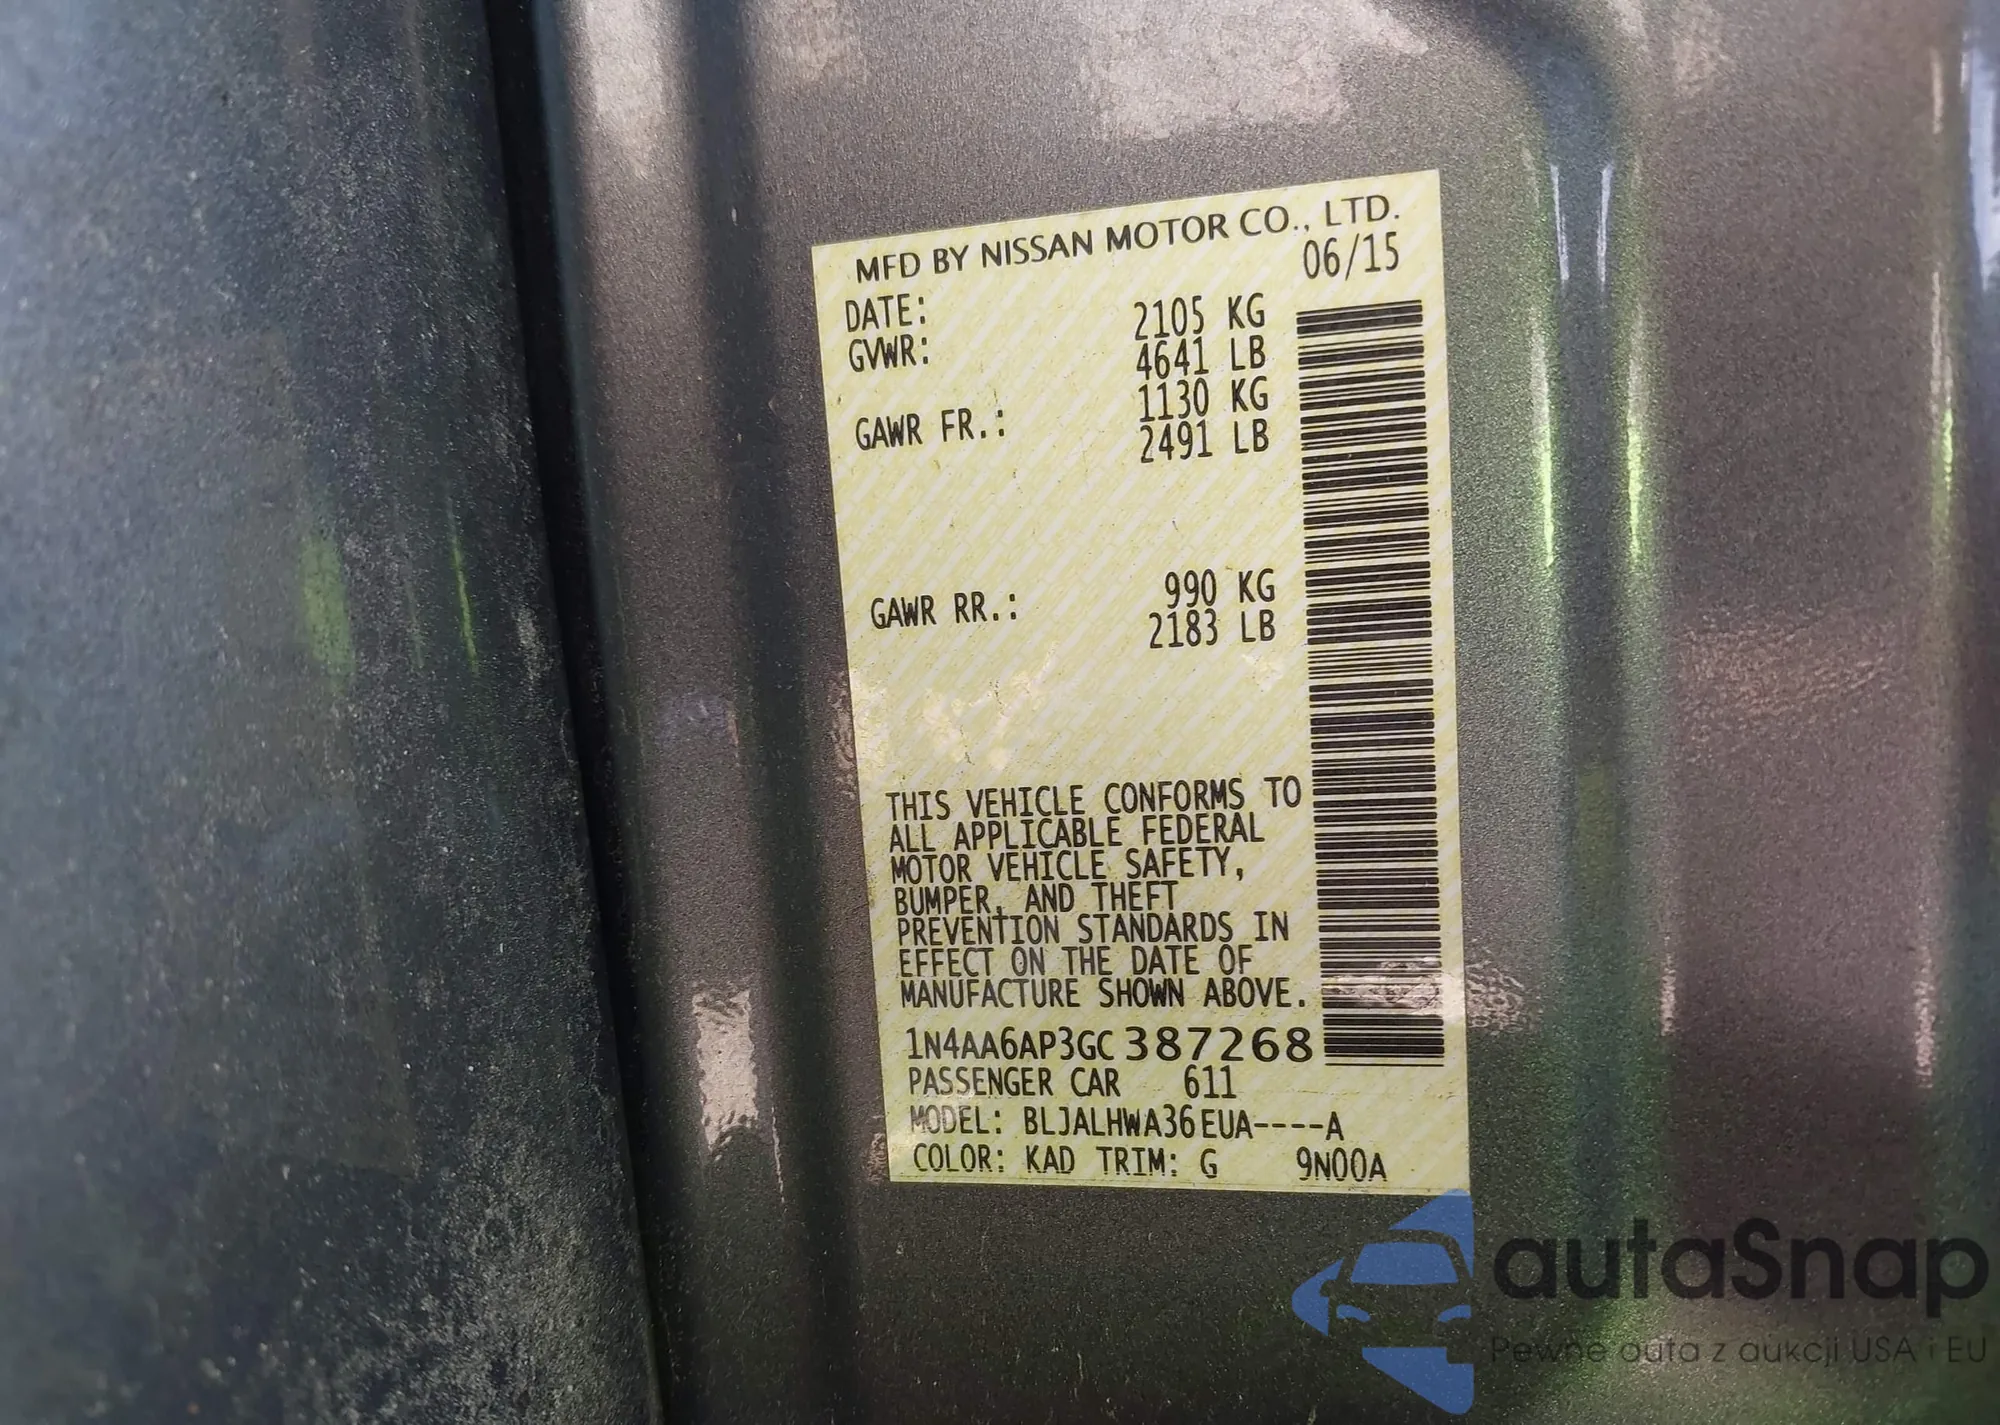 MFD BY NISSAN MOTOR CO., LTD.
DATE: 06/15
GVWR: 2105 KG
4641 LB
GAWR FR.: 1130 KG
2491 LB
GAWR RR.: 990 KG
2183 LB
THIS VEHICLE CONFORMS TO
ALL APPLICABLE FEDERAL
MOTOR VEHICLE SAFETY,
BUMPER, AND THEFT
PREVENTION STANDARDS IN
EFFECT ON THE DATE OF
MANUFACTURE SHOWN ABOVE.
1N4AA6AP3GC387268
PASSENGER CAR 611
MODEL: BLJALHWA36EUA----A
COLOR: KAD TRIM: G 9N00A
autaSnap
Pewne auta z aukcji USA i EU